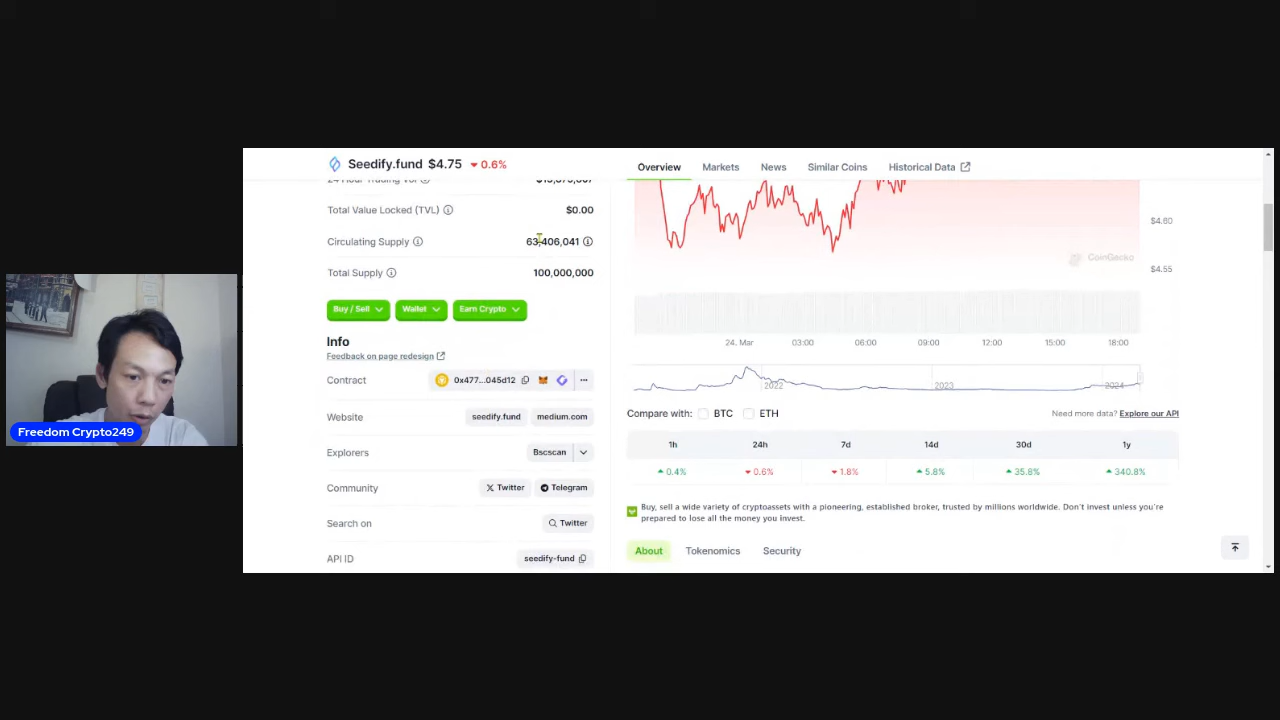 Seedify.fund $4.75 0.6%
Overview Markets News Similar Coins Historical Data
Total Value Locked (TVL) $0.00
Circulating Supply 63,406,041
Total Supply 100,000,000
Buy / Sell Wallet Earn Crypto
Info
Feedback on page redesign
Contract 0x477...045d12
Website seedify.fund medium.com
Explorers Bscscan
Community Twitter Telegram
Search on Twitter
API ID seedify-fund
$4.60
CoinGecko
$4.55
24. Mar 03:00 06:00 09:00 12:00 15:00 18:00
2022 2023 2024
Compare with: BTC ETH Need more data? Explore our API
1h 24h 7d 14d 30d 1y
0.4% 0.6% 1.8% 5.8% 35.8% 340.8%
Buy, sell a wide variety of cryptoassets with a pioneering, established broker, trusted by millions worldwide. Don't invest unless you're
prepared to lose all the money you invest.
About Tokenomics Security
Freedom Crypto249